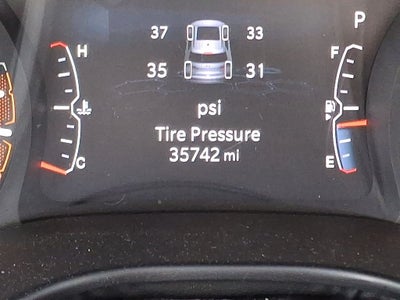 37 33 P
H F
35 31
psi
Tire Pressure
35742 mi
C E